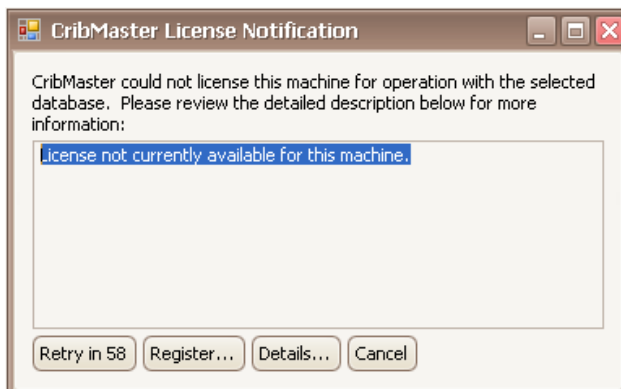 CribMaster License Notification
CribMaster could not license this machine for operation with the selected
database.  Please review the detailed description below for more
information:
License not currently available for this machine.
Retry in 58 Register... Details... Cancel